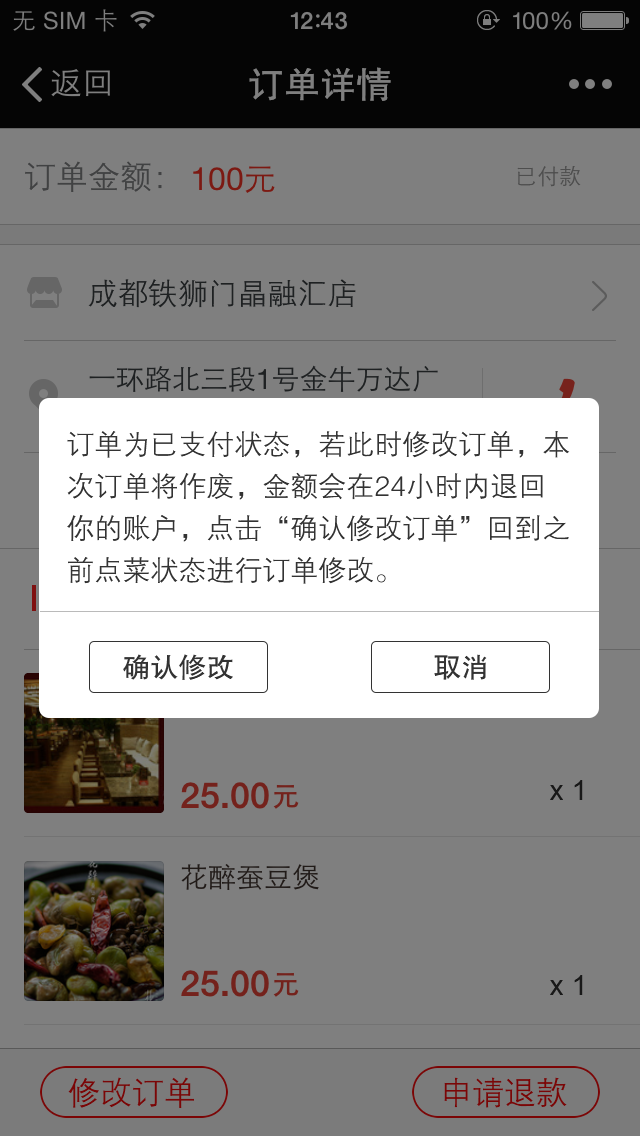 无 SIM 卡
12:43
100%
返回
订单详情
订单金额：
100元
已付款
成都铁狮门晶融汇店
一环路北三段1号金牛万达广
订单为已支付状态，若此时修改订单，本
次订单将作废，金额会在24小时内退回
你的账户，点击“确认修改订单”回到之
前点菜状态进行订单修改。
确认修改
取消
25.00元
x 1
花醉蚕豆煲
25.00元
x 1
修改订单
申请退款